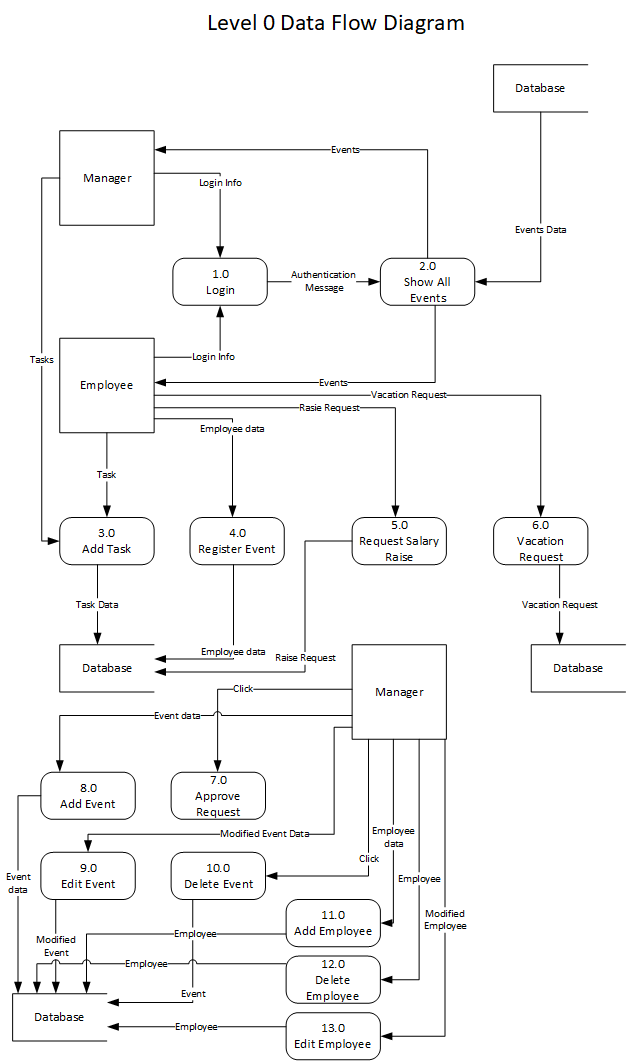 Level 0 Data Flow Diagram
Database
Manager
Events
Login Info
Events Data
1.0
Login
Authentication
Message
2.0
Show All
Events
Tasks
Login Info
Employee
Events
Vacation Request
Rasie Request
Employee data
Task
3.0
Add Task
4.0
Register Event
5.0
Request Salary
Raise
6.0
Vacation
Request
Task Data
Vacation Request
Employee data
Raise Request
Database
Database
Manager
Click
Event data
8.0
Add Event
7.0
Approve
Request
Modified Event Data
Employee
data
Click
9.0
Edit Event
10.0
Delete Event
Event
data
Employee
Modified
Employee
11.0
Add Employee
Employee
Modified
Event
12.0
Delete
Employee
Employee
Event
Database
Employee
13.0
Edit Employee